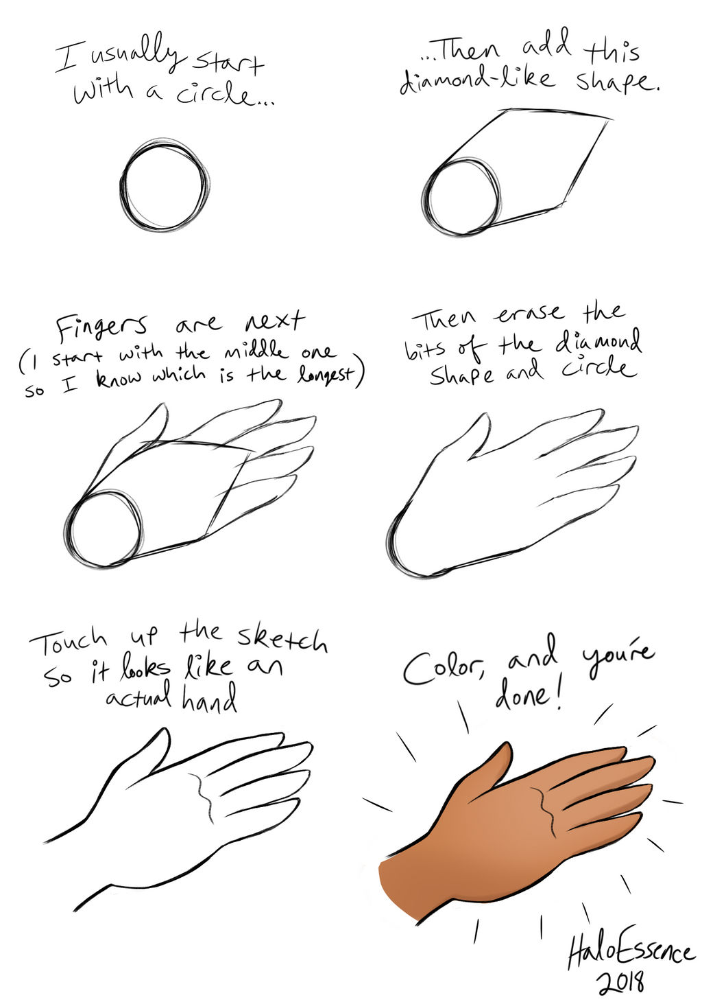 I usually start
with a circle...
...Then add this
diamond-like shape.
Fingers are next
(I start with the middle one
so I know which is the longest)
Then erase the
bits of the diamond
shape and circle
Touch up the sketch
so it looks like an
actual hand
Color, and you're
done!
HaloEssence
2018